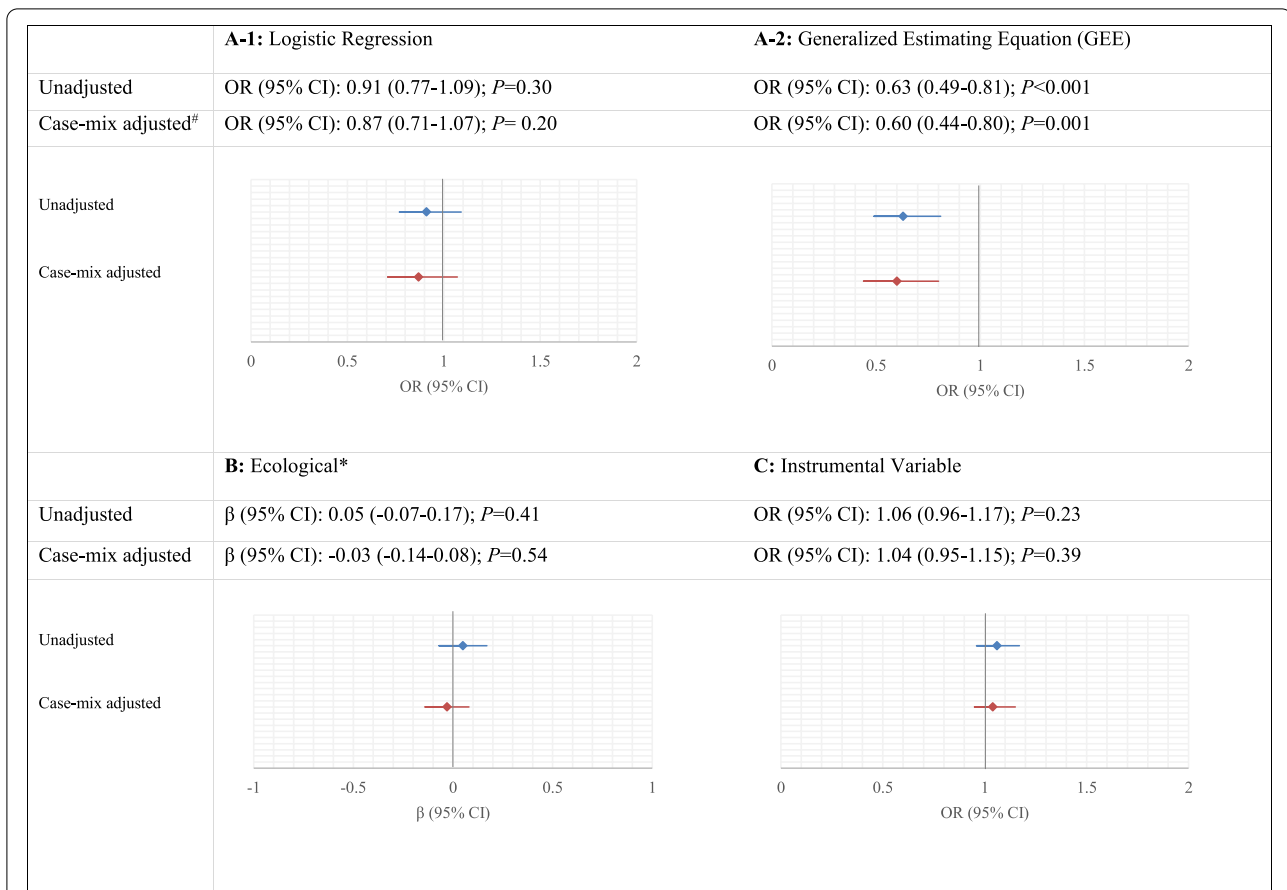 A-1: Logistic Regression A-2: Generalized Estimating Equation (GEE)
Unadjusted OR (95% CI): 0.91 (0.77-1.09); P=0.30 OR (95% CI): 0.63 (0.49-0.81); P<0.001
Case-mix adjusted# OR (95% CI): 0.87 (0.71-1.07); P= 0.20 OR (95% CI): 0.60 (0.44-0.80); P=0.001
Unadjusted
Case-mix adjusted
0 0.5 1 1.5 2
OR (95% CI)
0 0.5 1 1.5 2
OR (95% CI)
B: Ecological* C: Instrumental Variable
Unadjusted β (95% CI): 0.05 (-0.07-0.17); P=0.41 OR (95% CI): 1.06 (0.96-1.17); P=0.23
Case-mix adjusted β (95% CI): -0.03 (-0.14-0.08); P=0.54 OR (95% CI): 1.04 (0.95-1.15); P=0.39
Unadjusted
Case-mix adjusted
-1 -0.5 0 0.5 1
β (95% CI)
0 0.5 1 1.5 2
OR (95% CI)